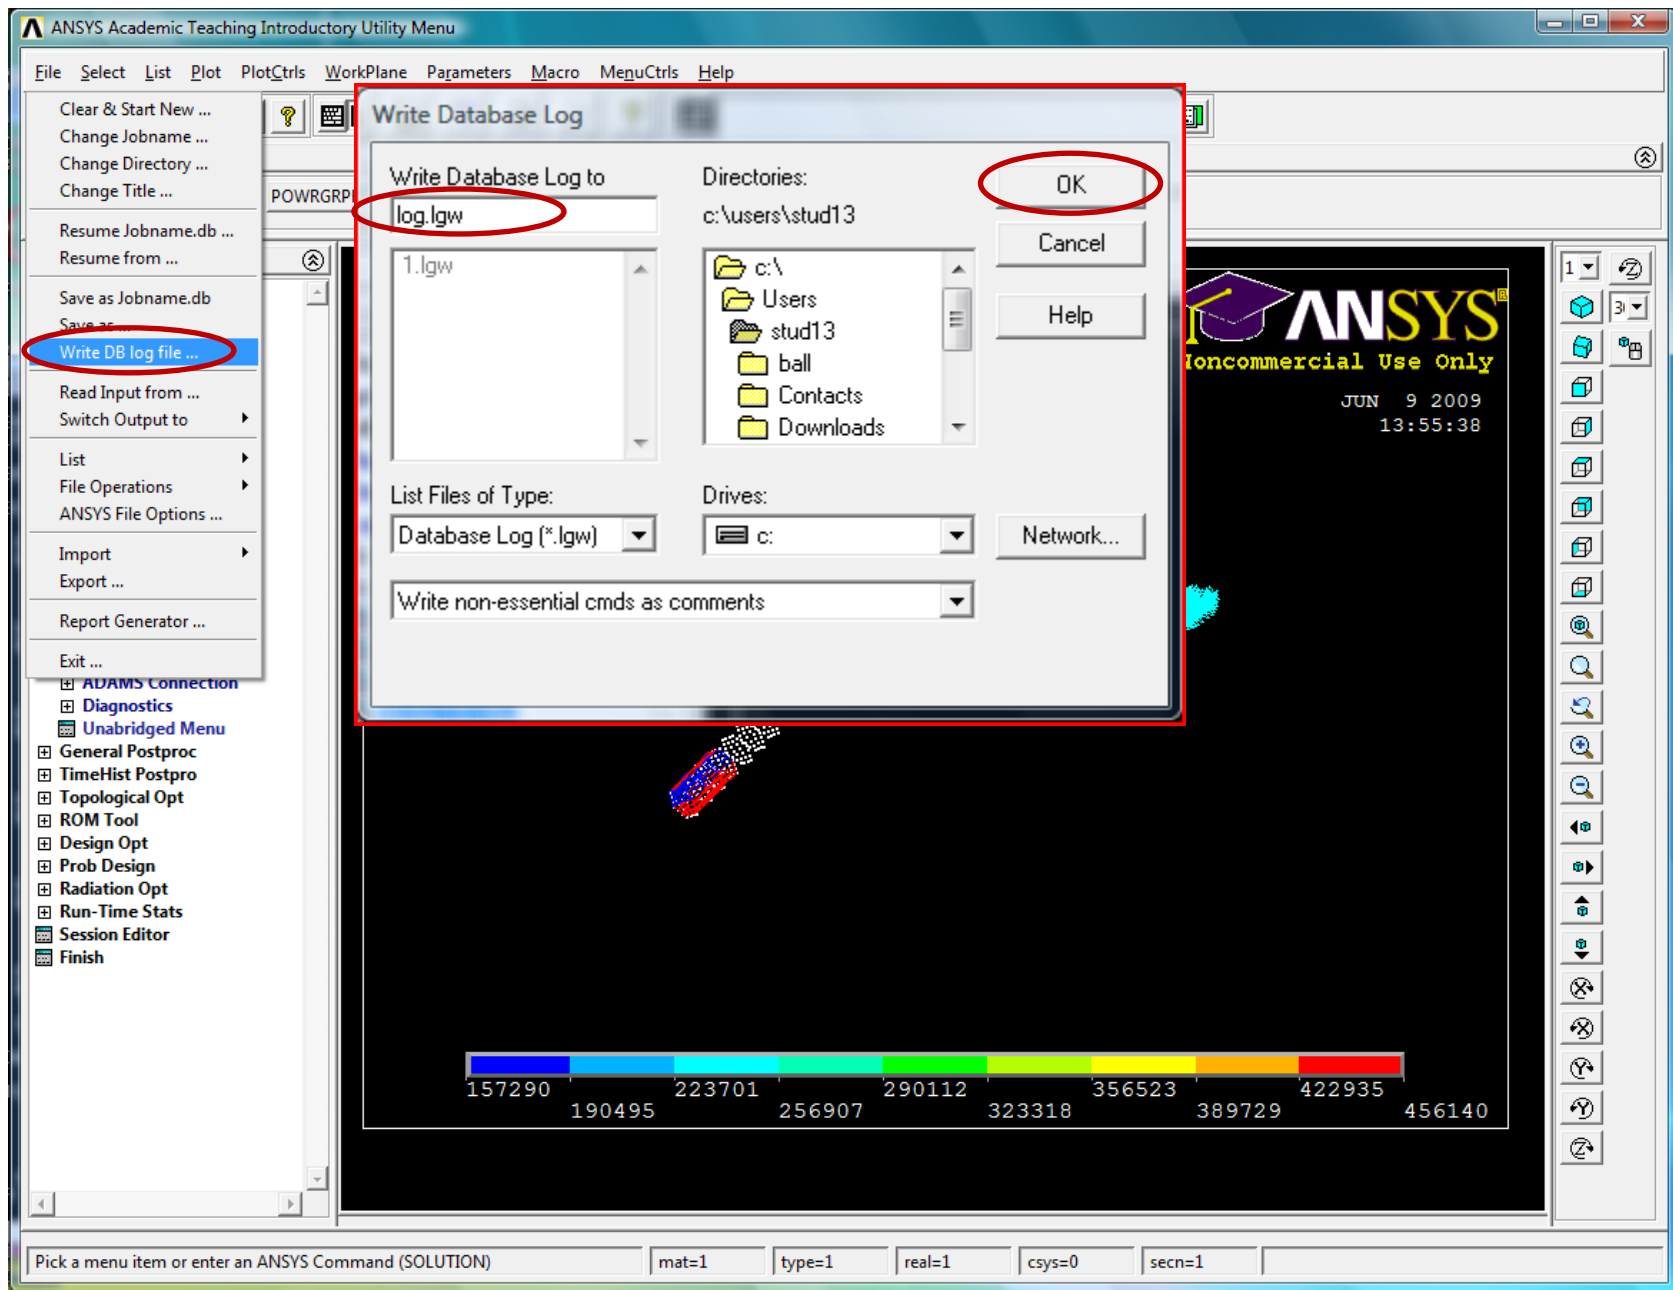 ANSYS Academic Teaching Introductory Utility Menu
File Select List Plot PlotCtrls WorkPlane Parameters Macro MenuCtrls Help
Clear & Start New ...
Change Jobname ...
Change Directory ...
Change Title ...
Resume Jobname.db ...
Resume from ...
Save as Jobname.db
Save as ...
Write DB log file ...
Read Input from ...
Switch Output to
List
File Operations
ANSYS File Options ...
Import
Export ...
Report Generator ...
Exit ...
POWRGRPH
Write Database Log
Write Database Log to
log.lgw
1.lgw
List Files of Type:
Database Log (*.lgw)
Write non-essential cmds as comments
Directories:
c:\users\stud13
c:\
Users
stud13
ball
Contacts
Downloads
Drives:
c:
OK
Cancel
Help
Network...
ADAMS Connection
Diagnostics
Unabridged Menu
General Postproc
TimeHist Postpro
Topological Opt
ROM Tool
Design Opt
Prob Design
Radiation Opt
Run-Time Stats
Session Editor
Finish
ANSYS
Noncommercial Use Only
JUN 9 2009
13:55:38
1
157290 223701 290112 356523 422935
190495 256907 323318 389729 456140
Pick a menu item or enter an ANSYS Command (SOLUTION) mat=1 type=1 real=1 csys=0 secn=1